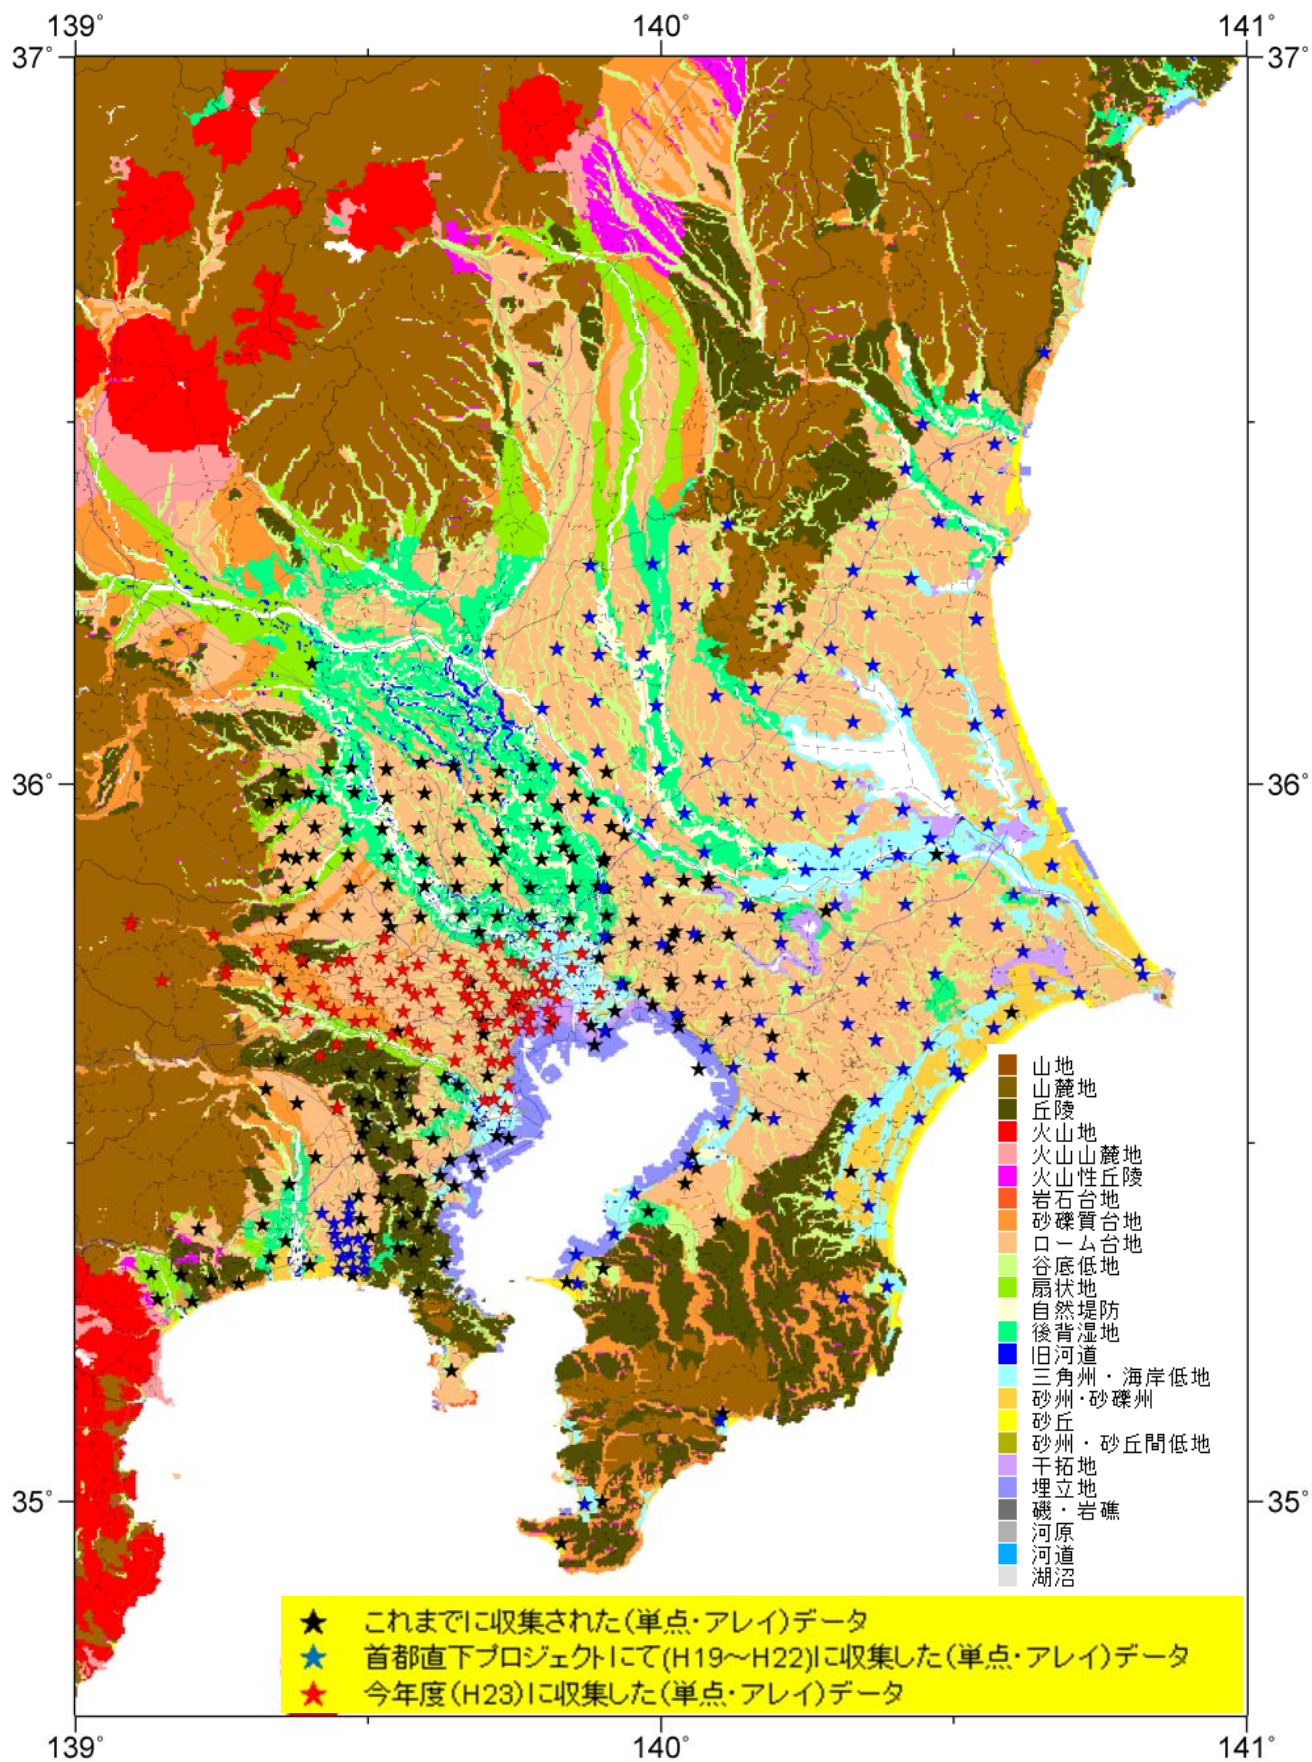 139°
140°
141°
37°
37°
36°
36°
35°
35°
山地
山麓地
丘陵
火山地
火山山麓地
火山性丘陵
岩石台地
砂礫質台地
ローム台地
谷底低地
扇状地
自然堤防
後背湿地
旧河道
三角州・海岸低地
砂州・砂礫州
砂丘
砂州・砂丘間低地
干拓地
埋立地
磯・岩礁
河原
河道
湖沼
★ これまでに収集された(単点・アレイ)データ
★ 首都直下プロジェクトにて(H19～H22)に収集した(単点・アレイ)データ
★ 今年度(H23)に収集した(単点・アレイ)データ
139°
140°
141°